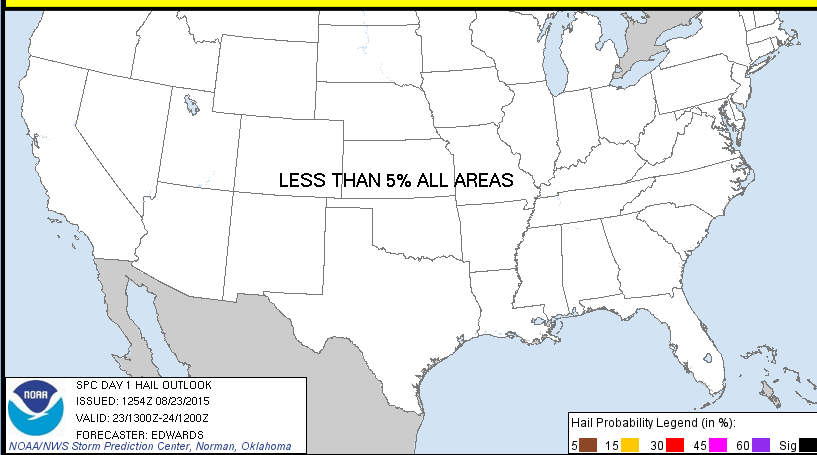 LESS THAN 5% ALL AREAS
NOAA
SPC DAY 1 HAIL OUTLOOK
ISSUED: 1254Z 08/23/2015
VALID: 23/1300Z-24/1200Z
FORECASTER: EDWARDS
NOAA/NWS Storm Prediction Center, Norman, Oklahoma
Hail Probability Legend (in %):
5 15 30 45 60 Sig